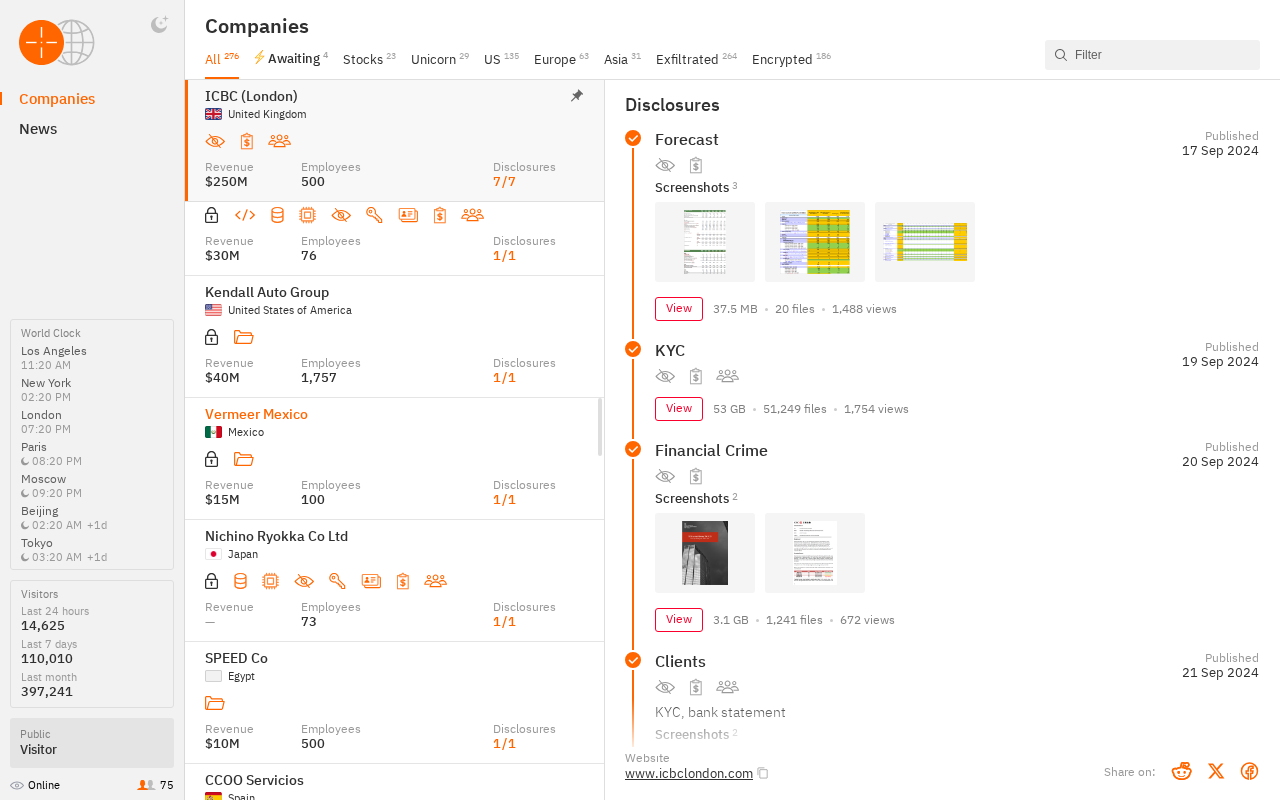 Companies
News
World Clock
Los Angeles
11:20 AM
New York
02:20 PM
London
07:20 PM
Paris
08:20 PM
Moscow
09:20 PM
Beijing
02:20 AM +1d
Tokyo
03:20 AM +1d
Visitors
Last 24 hours
14,625
Last 7 days
110,010
Last month
397,241
Public
Visitor
Online 75
Companies
All 276 Awaiting 4 Stocks 23 Unicorn 29 US 135 Europe 63 Asia 31 Exfiltrated 264 Encrypted 186
Filter
ICBC (London)
United Kingdom
Revenue Employees Disclosures
$250M 500 7/7
Revenue Employees Disclosures
$30M 76 1/1
Kendall Auto Group
United States of America
Revenue Employees Disclosures
$40M 1,757 1/1
Vermeer Mexico
Mexico
Revenue Employees Disclosures
$15M 100 1/1
Nichino Ryokka Co Ltd
Japan
Revenue Employees Disclosures
— 73 1/1
SPEED Co
Egypt
Revenue Employees Disclosures
$10M 500 1/1
CCOO Servicios
Spain
Disclosures
Forecast
Published
17 Sep 2024
Screenshots 3
View 37.5 MB • 20 files • 1,488 views
KYC
Published
19 Sep 2024
View 53 GB • 51,249 files • 1,754 views
Financial Crime
Published
20 Sep 2024
Screenshots 2
View 3.1 GB • 1,241 files • 672 views
Clients
Published
21 Sep 2024
KYC, bank statement
Screenshots 2
Website
www.icbclondon.com
Share on: